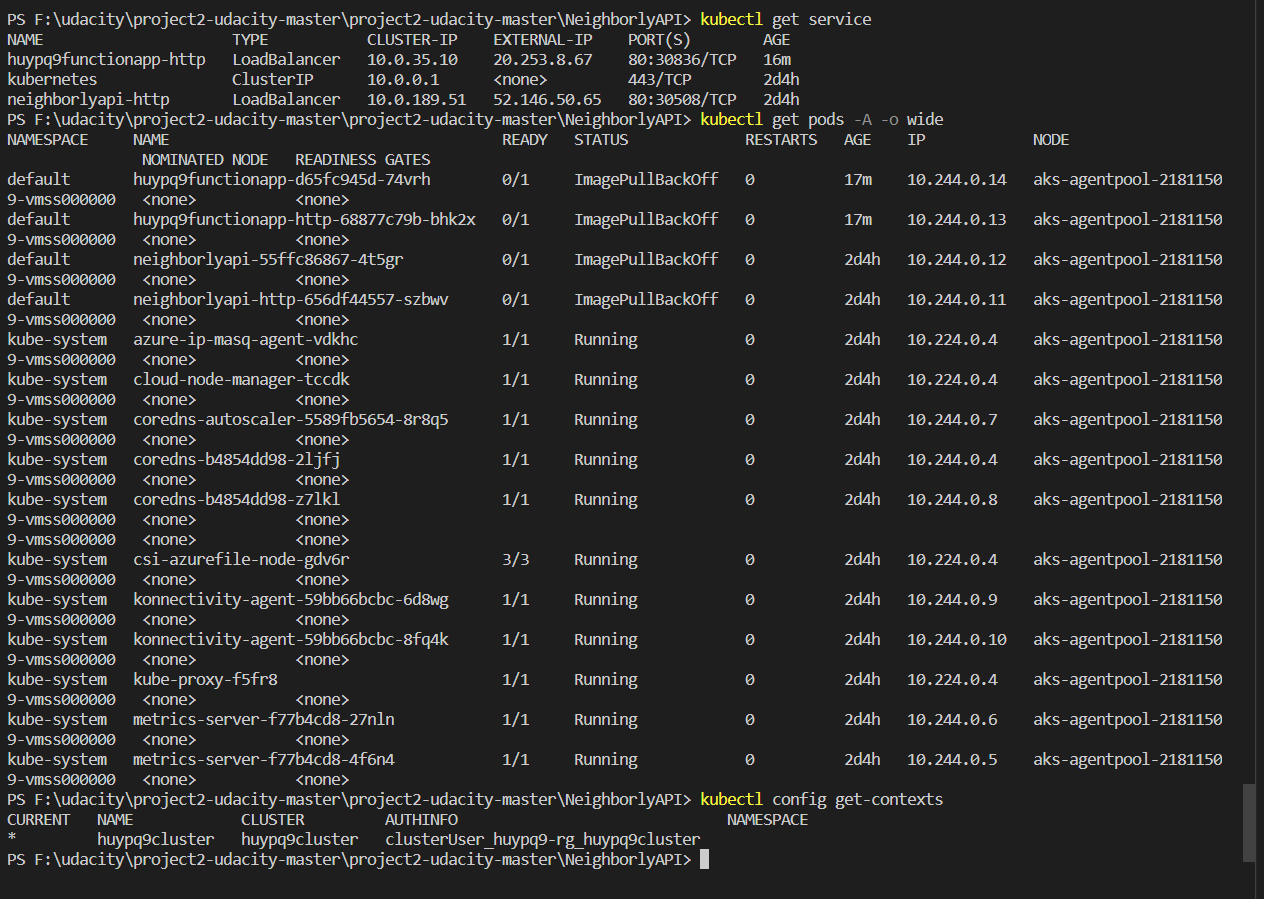 PS F:\udacity\project2-udacity-master\project2-udacity-master\NeighborlyAPI> kubectl get service
NAME TYPE CLUSTER-IP EXTERNAL-IP PORT(S) AGE
huypq9functionapp-http LoadBalancer 10.0.35.10 20.253.8.67 80:30836/TCP 16m
kubernetes ClusterIP 10.0.0.1 <none> 443/TCP 2d4h
neighborlyapi-http LoadBalancer 10.0.189.51 52.146.50.65 80:30508/TCP 2d4h
PS F:\udacity\project2-udacity-master\project2-udacity-master\NeighborlyAPI> kubectl get pods -A -o wide
NAMESPACE NAME READY STATUS RESTARTS AGE IP NODE
NOMINATED NODE READINESS GATES
default huypq9functionapp-d65fc945d-74vrh 0/1 ImagePullBackOff 0 17m 10.244.0.14 aks-agentpool-2181150
9-vmss000000 <none> <none>
default huypq9functionapp-http-68877c79b-bhk2x 0/1 ImagePullBackOff 0 17m 10.244.0.13 aks-agentpool-2181150
9-vmss000000 <none> <none>
default neighborlyapi-55ffc86867-4t5gr 0/1 ImagePullBackOff 0 2d4h 10.244.0.12 aks-agentpool-2181150
9-vmss000000 <none> <none>
default neighborlyapi-http-656df44557-szbwv 0/1 ImagePullBackOff 0 2d4h 10.244.0.11 aks-agentpool-2181150
9-vmss000000 <none> <none>
kube-system azure-ip-masq-agent-vdkhc 1/1 Running 0 2d4h 10.224.0.4 aks-agentpool-2181150
9-vmss000000 <none> <none>
kube-system cloud-node-manager-tccdk 1/1 Running 0 2d4h 10.224.0.4 aks-agentpool-2181150
9-vmss000000 <none> <none>
kube-system coredns-autoscaler-5589fb5654-8r8q5 1/1 Running 0 2d4h 10.244.0.7 aks-agentpool-2181150
9-vmss000000 <none> <none>
kube-system coredns-b4854dd98-2ljfj 1/1 Running 0 2d4h 10.244.0.4 aks-agentpool-2181150
9-vmss000000 <none> <none>
kube-system coredns-b4854dd98-z7lkl 1/1 Running 0 2d4h 10.244.0.8 aks-agentpool-2181150
9-vmss000000 <none> <none>
9-vmss000000 <none> <none>
kube-system csi-azurefile-node-gdv6r 3/3 Running 0 2d4h 10.224.0.4 aks-agentpool-2181150
9-vmss000000 <none> <none>
kube-system konnectivity-agent-59bb66bcbc-6d8wg 1/1 Running 0 2d4h 10.244.0.9 aks-agentpool-2181150
9-vmss000000 <none> <none>
kube-system konnectivity-agent-59bb66bcbc-8fq4k 1/1 Running 0 2d4h 10.244.0.10 aks-agentpool-2181150
9-vmss000000 <none> <none>
kube-system kube-proxy-f5fr8 1/1 Running 0 2d4h 10.224.0.4 aks-agentpool-2181150
9-vmss000000 <none> <none>
kube-system metrics-server-f77b4cd8-27nln 1/1 Running 0 2d4h 10.244.0.6 aks-agentpool-2181150
9-vmss000000 <none> <none>
kube-system metrics-server-f77b4cd8-4f6n4 1/1 Running 0 2d4h 10.244.0.5 aks-agentpool-2181150
9-vmss000000 <none> <none>
PS F:\udacity\project2-udacity-master\project2-udacity-master\NeighborlyAPI> kubectl config get-contexts
CURRENT NAME CLUSTER AUTHINFO NAMESPACE
* huypq9cluster huypq9cluster clusterUser_huypq9-rg_huypq9cluster
PS F:\udacity\project2-udacity-master\project2-udacity-master\NeighborlyAPI>